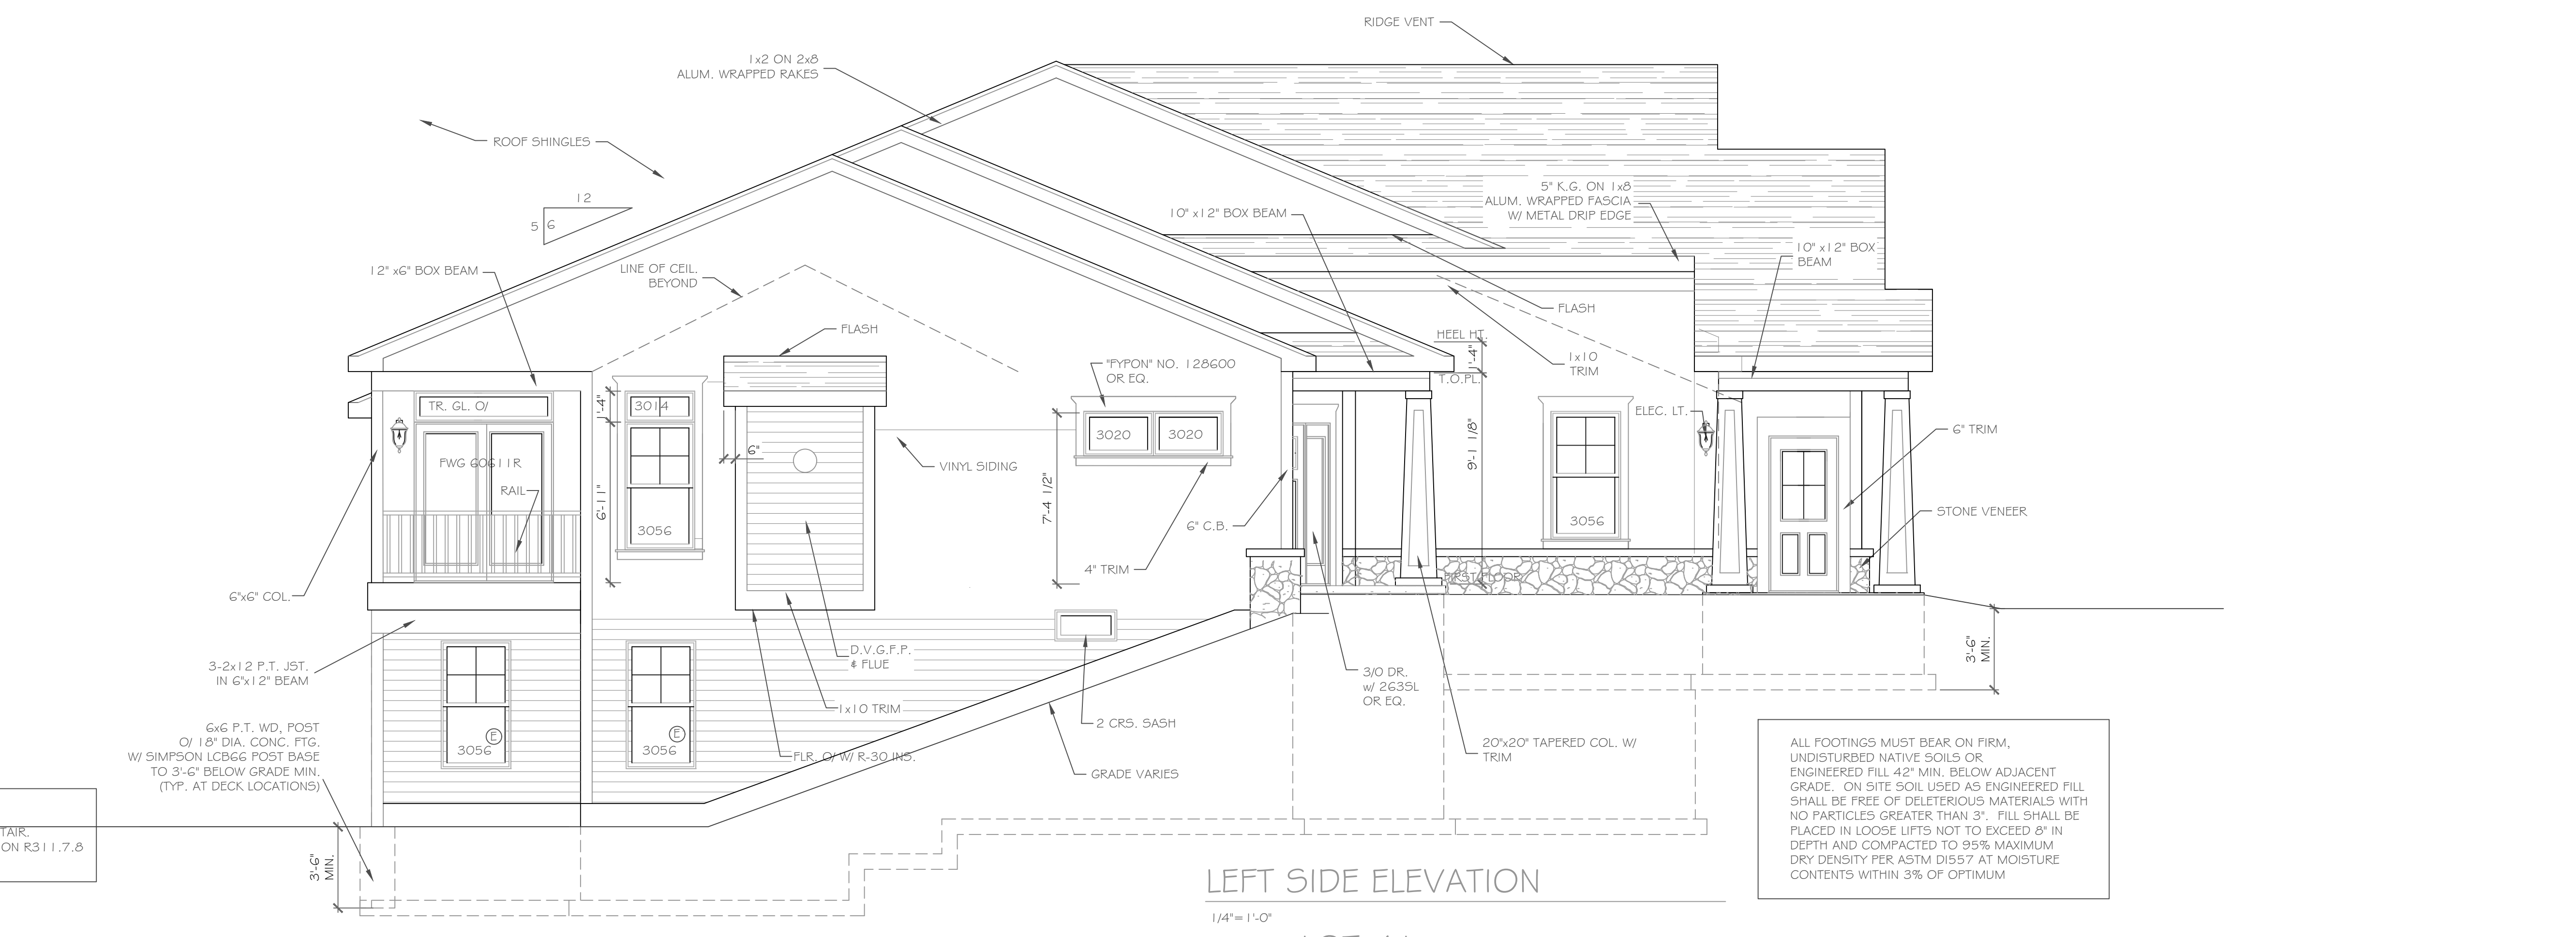 RIDGE VENT
1x2 ON 2x8
ALUM. WRAPPED RAKES
ROOF SHINGLES
12
5 6
5" K.G. ON 1x8
ALUM. WRAPPED FASCIA
W/ METAL DRIP EDGE
10" x12" BOX BEAM
10" x12" BOX
BEAM
12" x6" BOX BEAM
LINE OF CEIL.
BEYOND
FLASH
FLASH
HEEL HT.
1'-4"
T.O.PL.
1x10
TRIM
"FYPON" NO. 128600
OR EQ.
TR. GL. O/
1'-4"
3014
ELEC. LT.
6" TRIM
3020
3020
6"
VINYL SIDING
9'-1 1/8"
FWG 60611R
RAIL
6'-11"
7'-4 1/2"
3056
3056
6" C.B.
STONE VENEER
4" TRIM
FIRST FLOOR
6"x6" COL.
3'-6"
MIN.
D.V.G.F.P.
& FLUE
3-2x12 P.T. JST.
IN 6"x12" BEAM
3/0 DR.
w/ 263SL
OR EQ.
1x10 TRIM
2 CRS. SASH
6x6 P.T. WD, POST
O/ 18" DIA. CONC. FTG.
W/ SIMPSON LCB66 POST BASE
TO 3'-6" BELOW GRADE MIN.
(TYP. AT DECK LOCATIONS)
E
3056
E
3056
FLR. O/ W/ R-30 INS.
20"x20" TAPERED COL. W/
TRIM
GRADE VARIES
ALL FOOTINGS MUST BEAR ON FIRM,
UNDISTURBED NATIVE SOILS OR
ENGINEERED FILL 42" MIN. BELOW ADJACENT
GRADE. ON SITE SOIL USED AS ENGINEERED FILL
SHALL BE FREE OF DELETERIOUS MATERIALS WITH
NO PARTICLES GREATER THAN 3". FILL SHALL BE
PLACED IN LOOSE LIFTS NOT TO EXCEED 8" IN
DEPTH AND COMPACTED TO 95% MAXIMUM
DRY DENSITY PER ASTM D1557 AT MOISTURE
CONTENTS WITHIN 3% OF OPTIMUM
TAIR.
ON R311.7.8
3'-6"
MIN.
LEFT SIDE ELEVATION
1/4"= 1'-0"